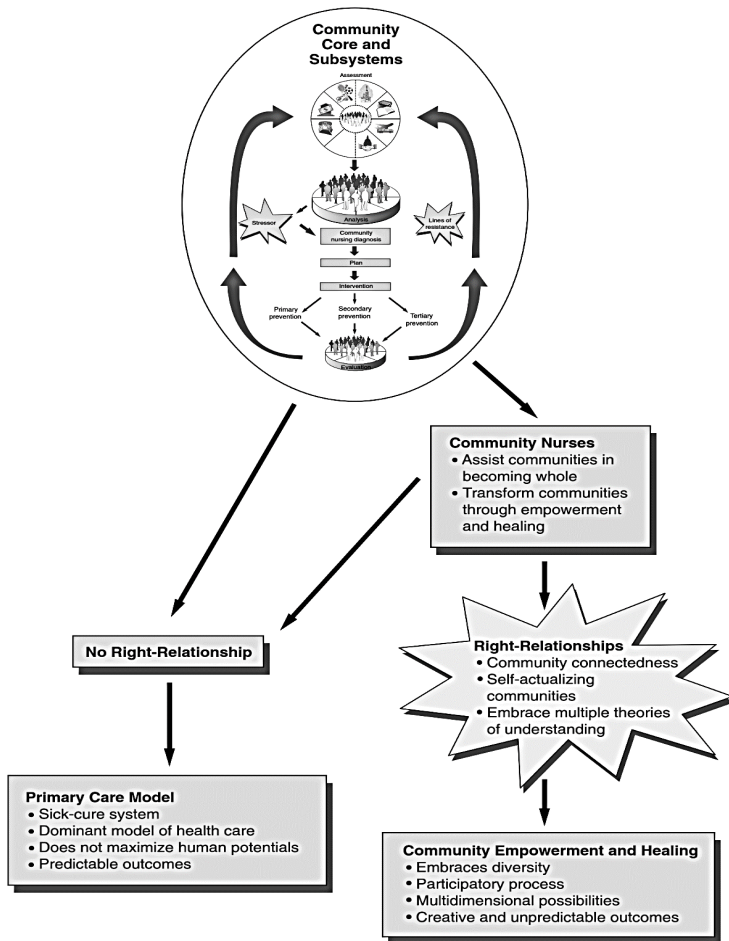 Community
Core and
Subsystems
Assessment
Analysis
Stressor
Lines of
resistance
Community
nursing diagnosis
Plan
Intervention
Primary
prevention
Secondary
prevention
Tertiary
prevention
Evaluation
Community Nurses
• Assist communities in
becoming whole
• Transform communities
through empowerment
and healing
No Right-Relationship
Right-Relationships
• Community connectedness
• Self-actualizing
communities
• Embrace multiple theories
of understanding
Primary Care Model
• Sick-cure system
• Dominant model of health care
• Does not maximize human potentials
• Predictable outcomes
Community Empowerment and Healing
• Embraces diversity
• Participatory process
• Multidimensional possibilities
• Creative and unpredictable outcomes